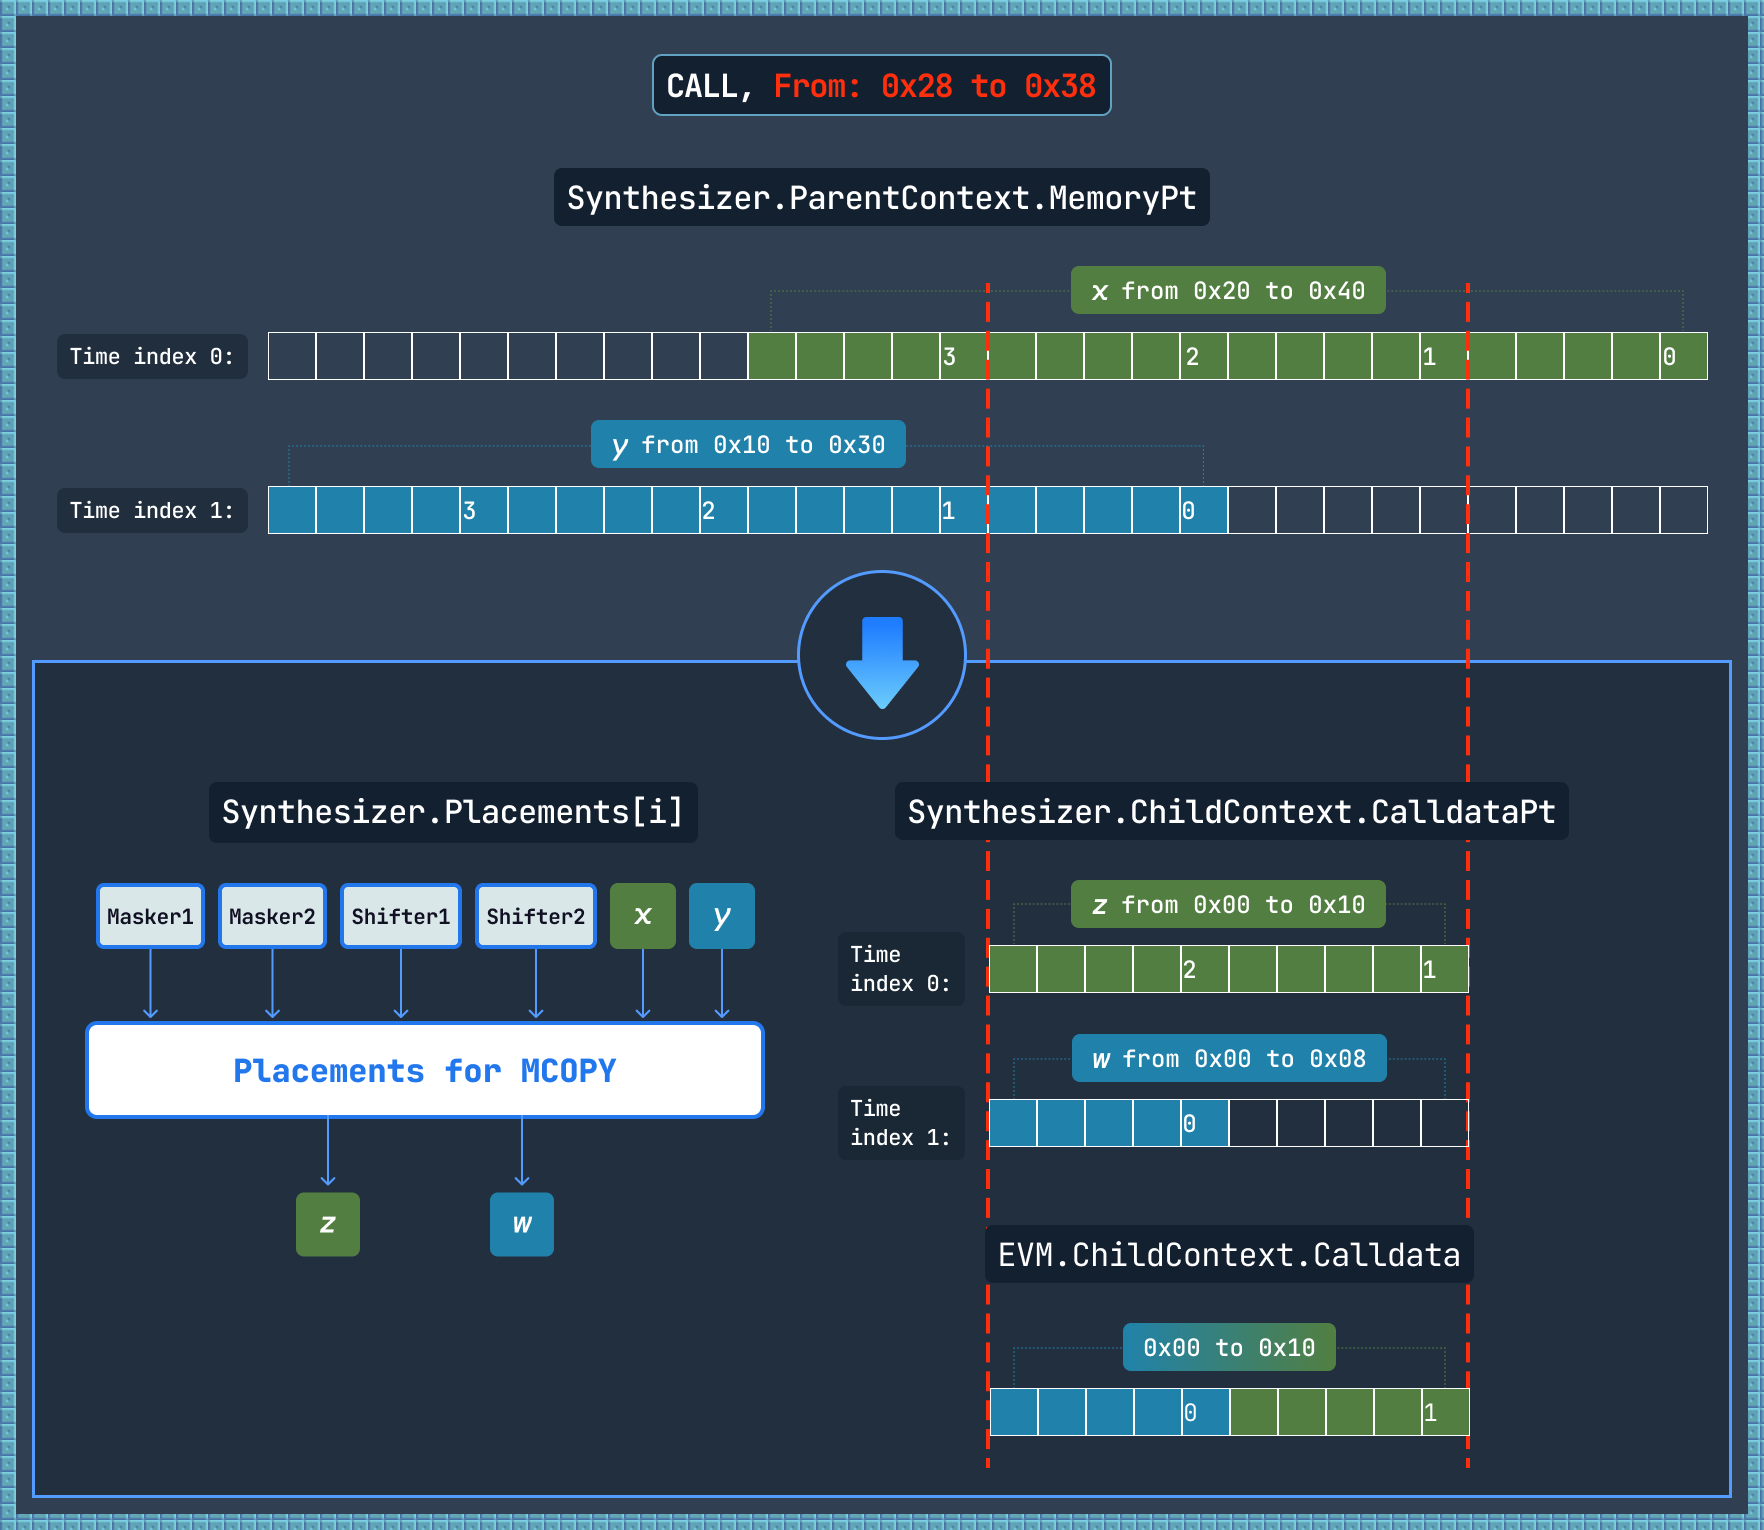 CALL, From: 0x28 to 0x38
Synthesizer.ParentContext.MemoryPt
x from 0x20 to 0x40
Time index 0:
3 2 1 0
y from 0x10 to 0x30
Time index 1:
3 2 1 0
Synthesizer.Placements[i]
Masker1 Masker2 Shifter1 Shifter2 x y
Placements for MCOPY
z w
Synthesizer.ChildContext.CalldataPt
z from 0x00 to 0x10
Time
index 0:
2 1
w from 0x00 to 0x08
Time
index 1:
0
EVM.ChildContext.Calldata
0x00 to 0x10
0 1